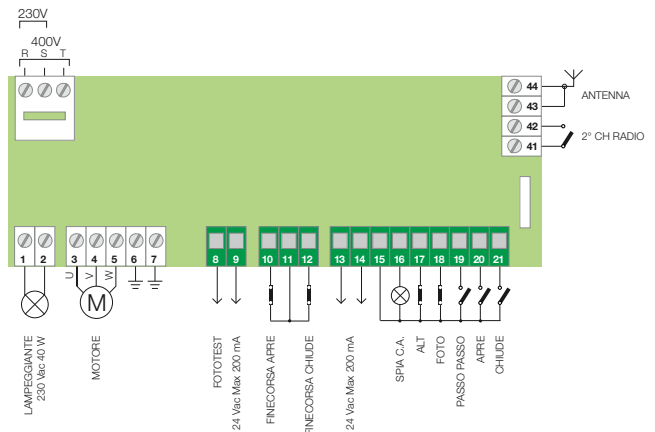 230V
400V
R S T
44
43
ANTENNA
42
41
2° CH RADIO
1 2 3 4 5 6 7 8 9 10 11 12 13 14 15 16 17 18 19 20 21
U V W
M
LAMPEGGIANTE
230 Vac 40 W
MOTORE
FOTOTEST
24 Vac Max 200 mA
FINECORSA APRE
FINECORSA CHIUDE
24 Vac Max 200 mA
SPIA C.A.
ALT
FOTO
PASSO PASSO
APRE
CHIUDE